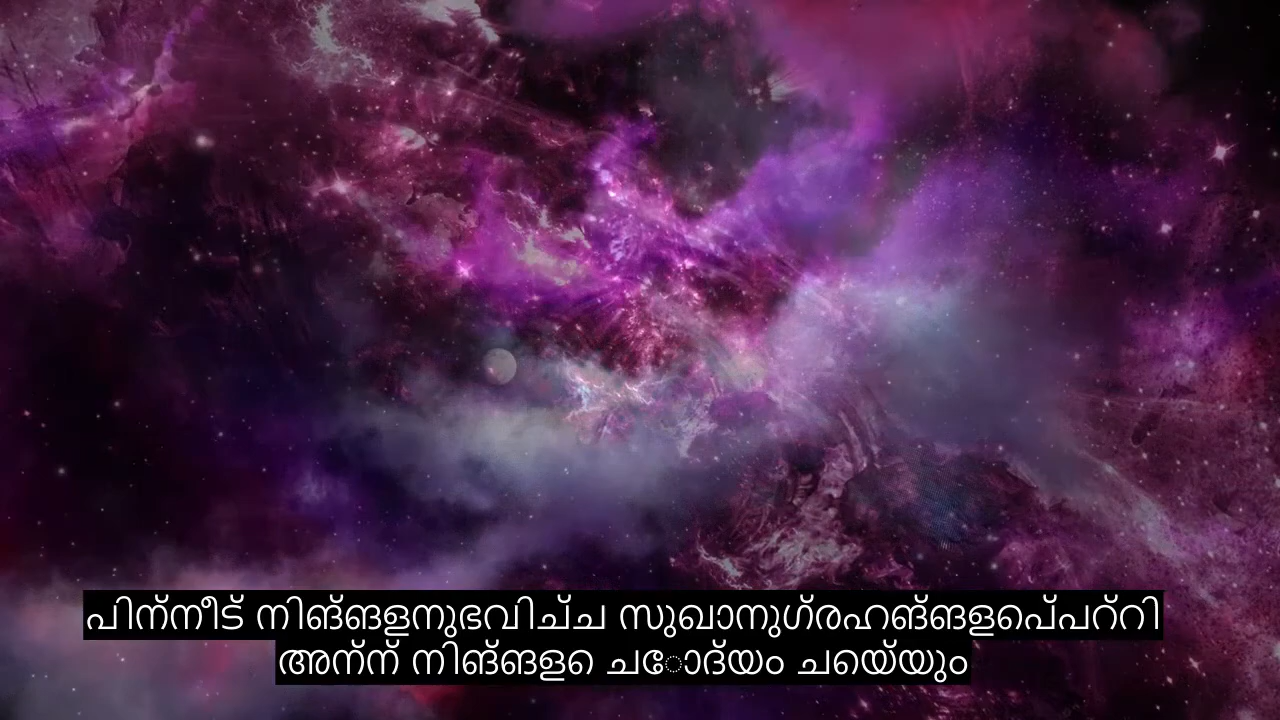 പിന്നീട് നിങ്ങളനുഭവിച്ച സുഖാനുഗ്രഹങ്ങളെപ്പറ്റി
അന്ന് നിങ്ങളെ ചോദ്യം ചെയ്യും